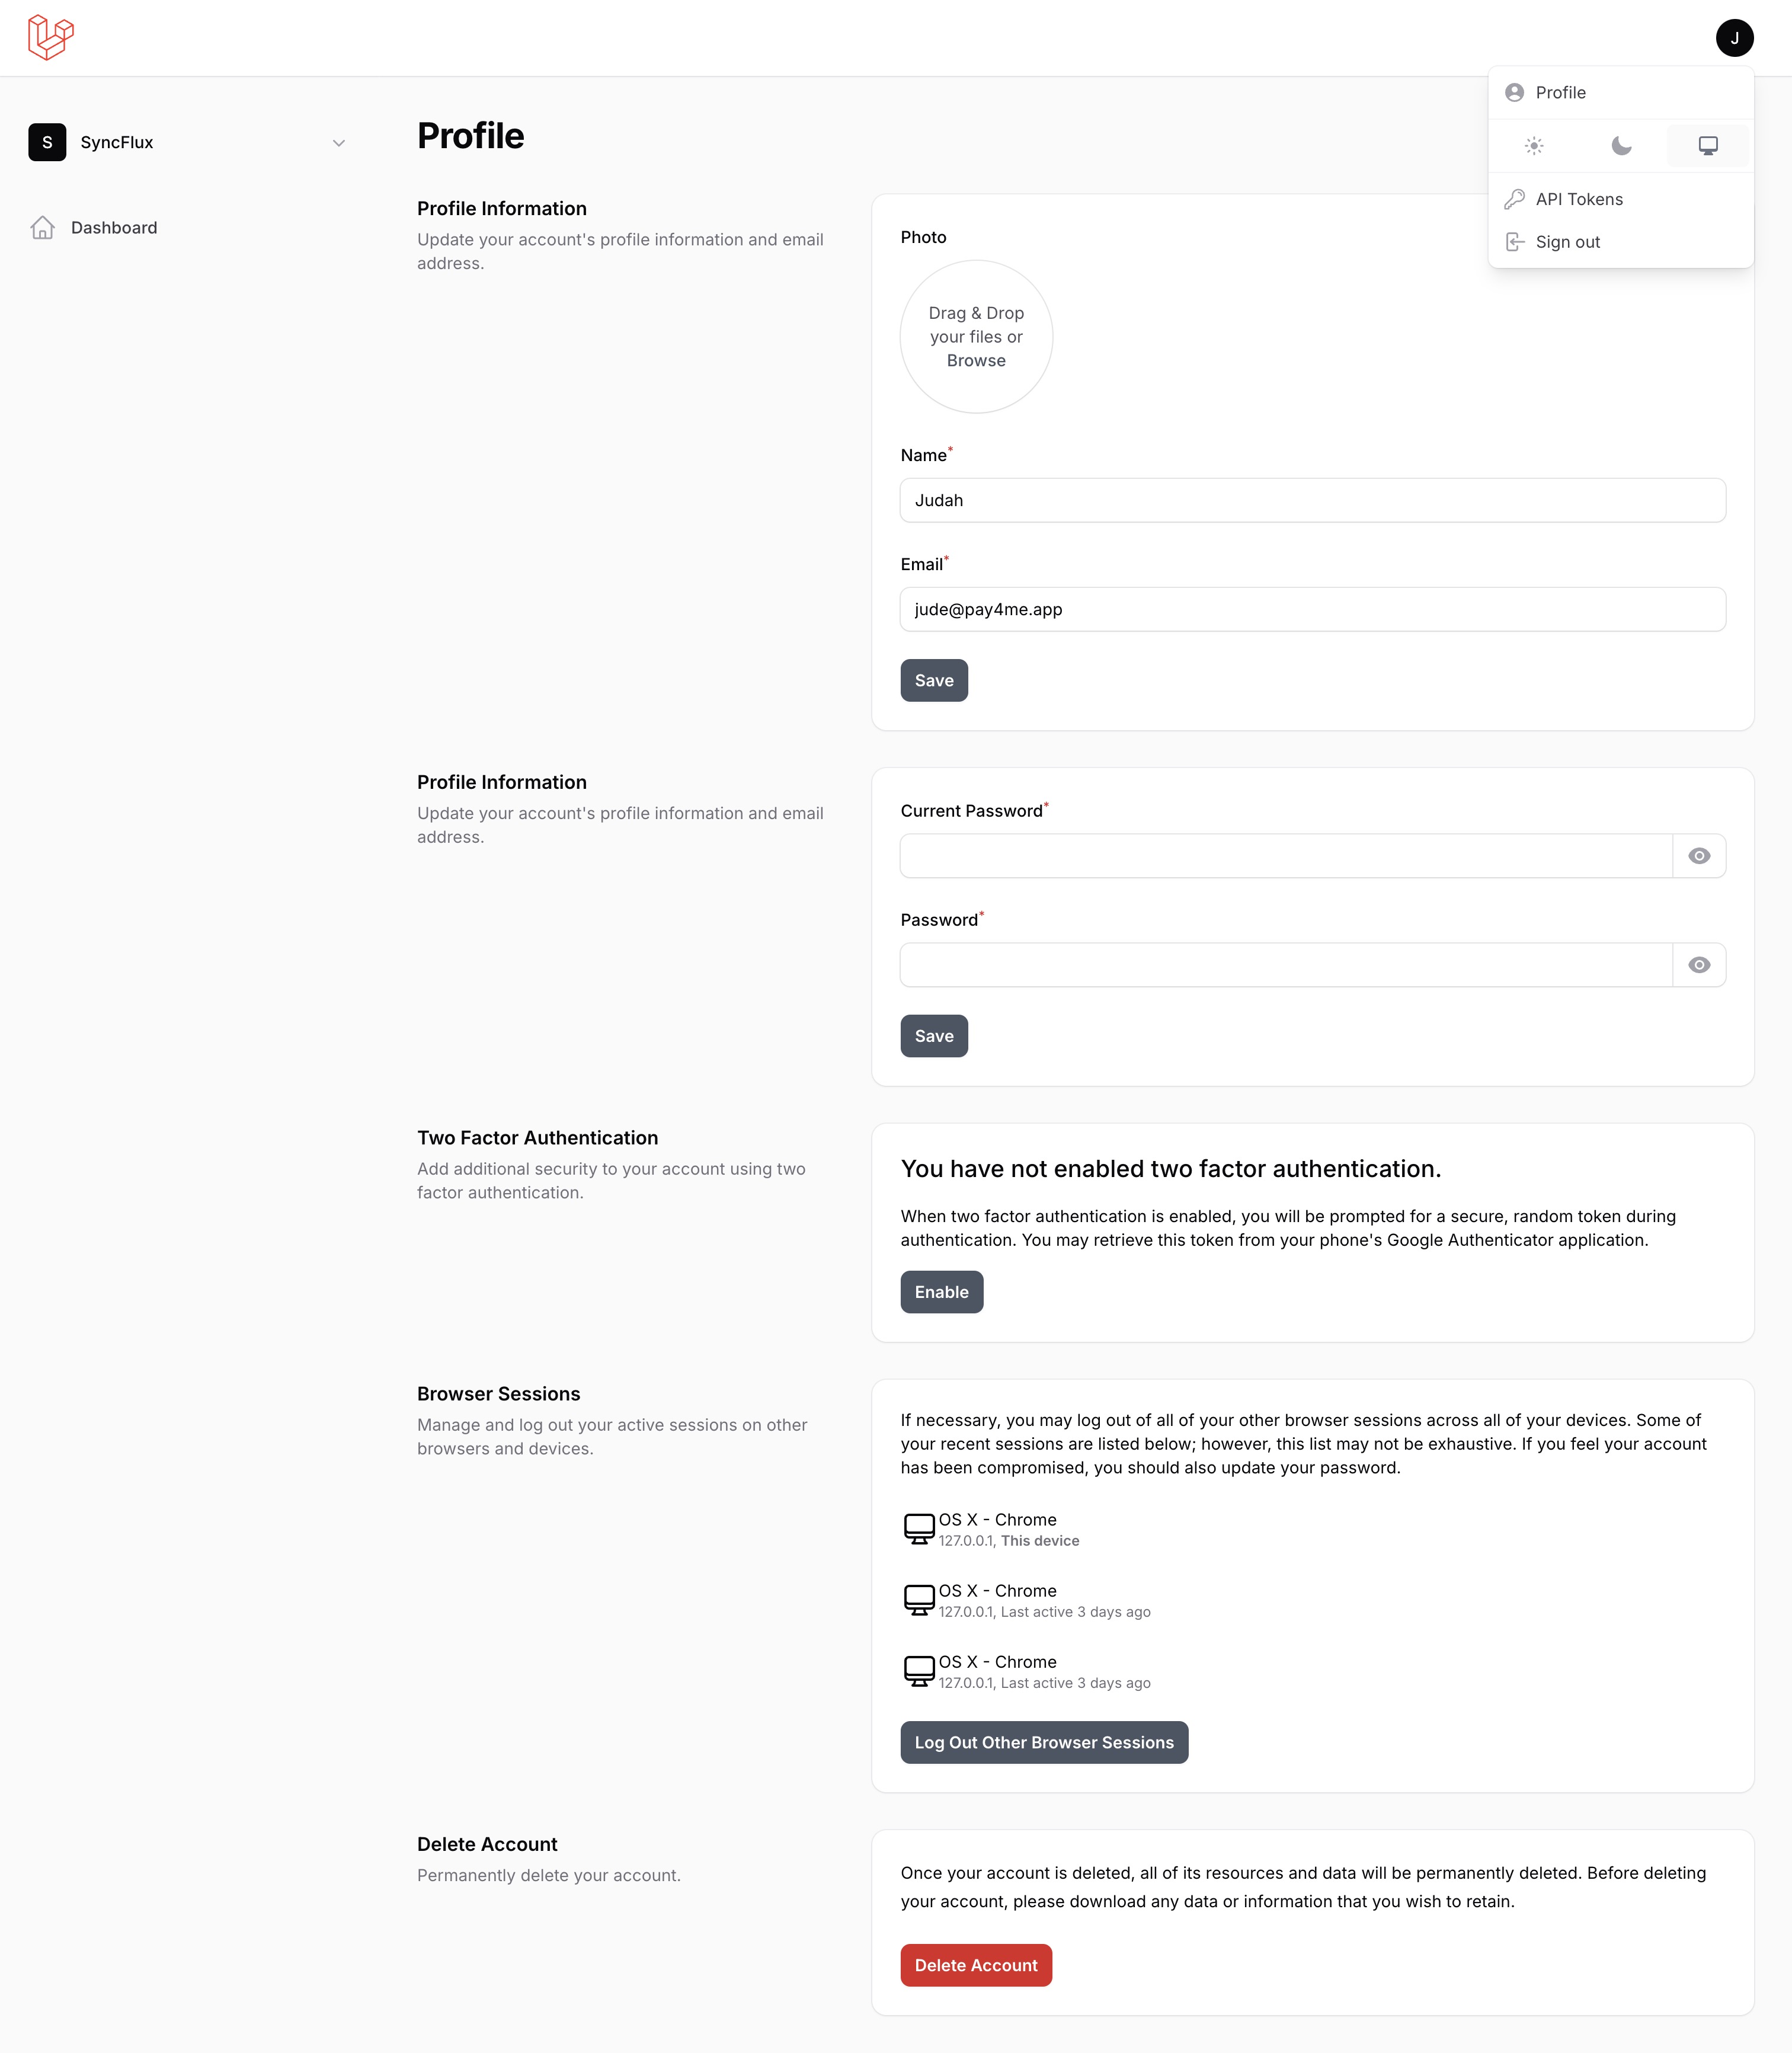 J
Profile
API Tokens
Sign out
S
SyncFlux
Dashboard
Profile
Profile Information
Update your account's profile information and email
address.
Photo
Drag & Drop
your files or
Browse
Name*
Judah
Email*
jude@pay4me.app
Save
Profile Information
Update your account's profile information and email
address.
Current Password*
Password*
Save
Two Factor Authentication
Add additional security to your account using two
factor authentication.
You have not enabled two factor authentication.
When two factor authentication is enabled, you will be prompted for a secure, random token during
authentication. You may retrieve this token from your phone's Google Authenticator application.
Enable
Browser Sessions
Manage and log out your active sessions on other
browsers and devices.
If necessary, you may log out of all of your other browser sessions across all of your devices. Some of
your recent sessions are listed below; however, this list may not be exhaustive. If you feel your account
has been compromised, you should also update your password.
OS X - Chrome
127.0.0.1, This device
OS X - Chrome
127.0.0.1, Last active 3 days ago
OS X - Chrome
127.0.0.1, Last active 3 days ago
Log Out Other Browser Sessions
Delete Account
Permanently delete your account.
Once your account is deleted, all of its resources and data will be permanently deleted. Before deleting
your account, please download any data or information that you wish to retain.
Delete Account